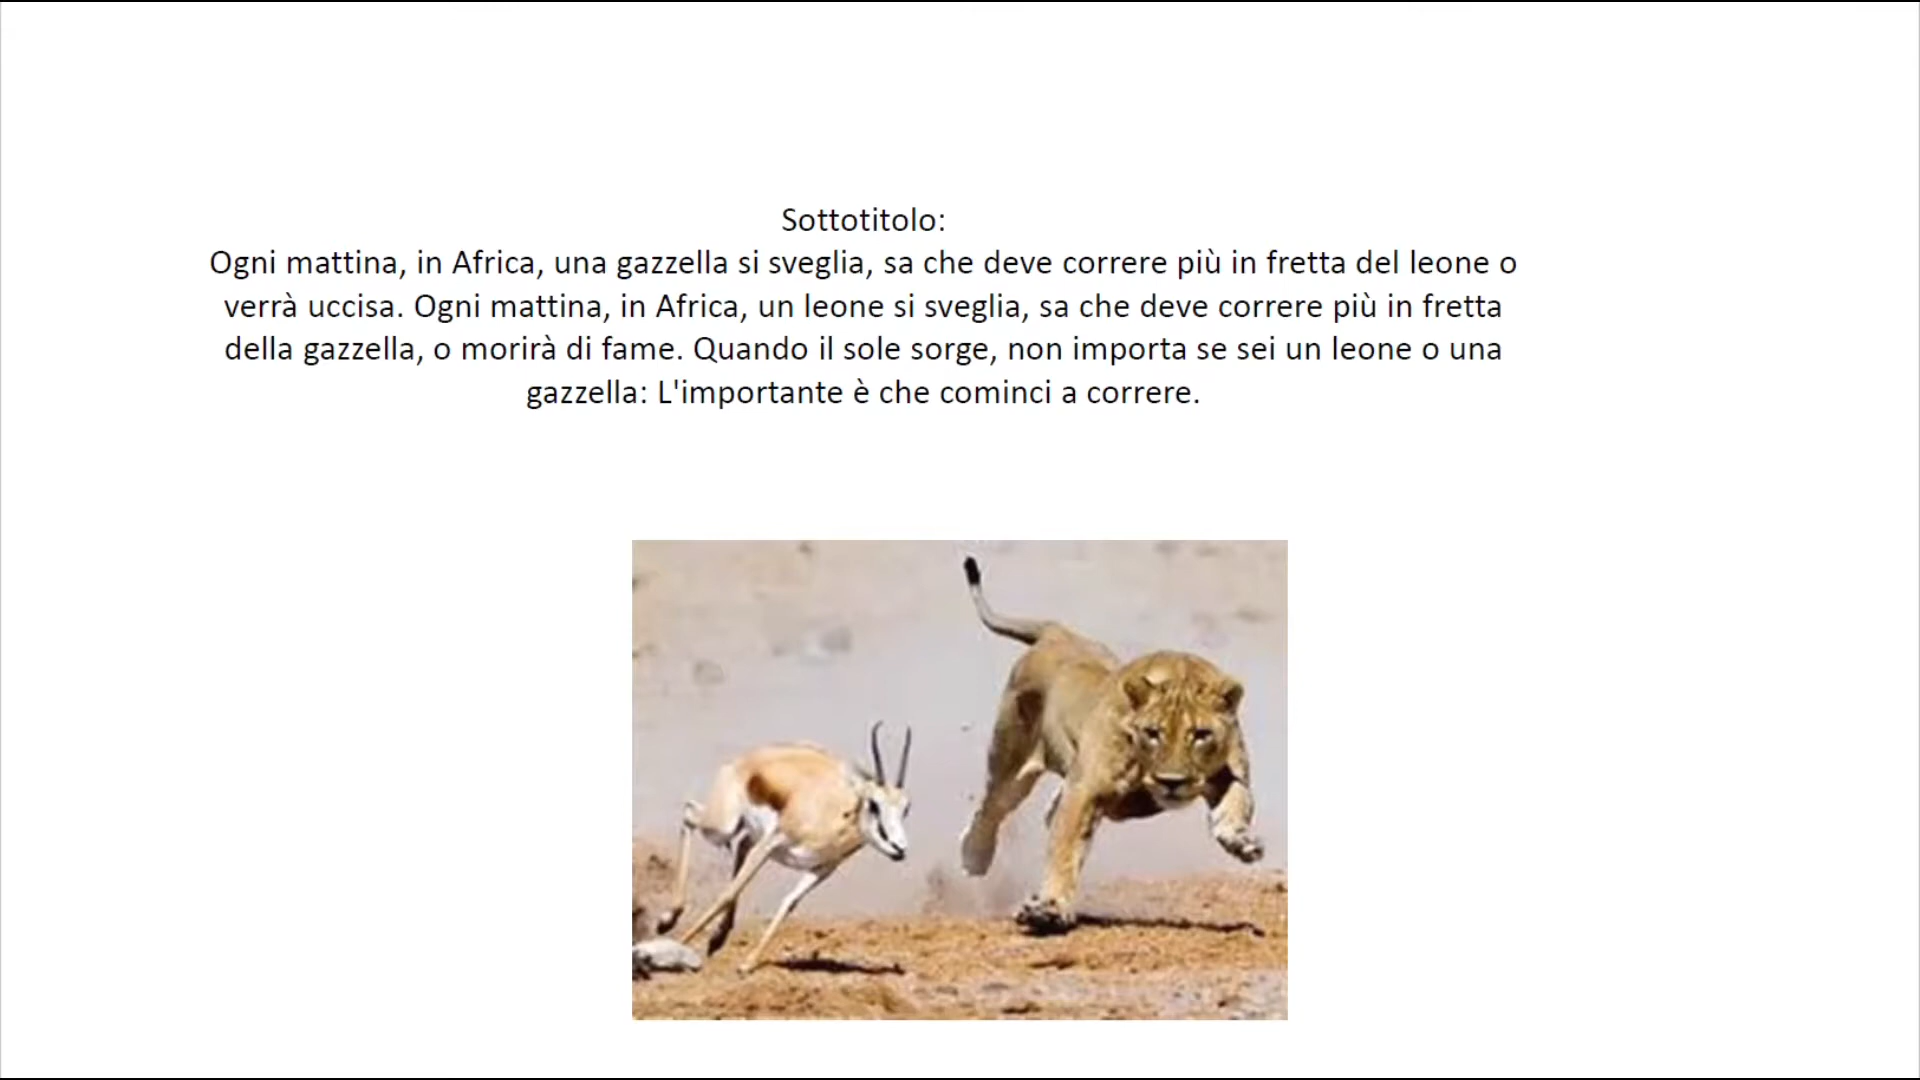 Sottotitolo:
Ogni mattina, in Africa, una gazzella si sveglia, sa che deve correre più in fretta del leone o
verrà uccisa. Ogni mattina, in Africa, un leone si sveglia, sa che deve correre più in fretta
della gazzella, o morirà di fame. Quando il sole sorge, non importa se sei un leone o una
gazzella: L'importante è che cominci a correre.